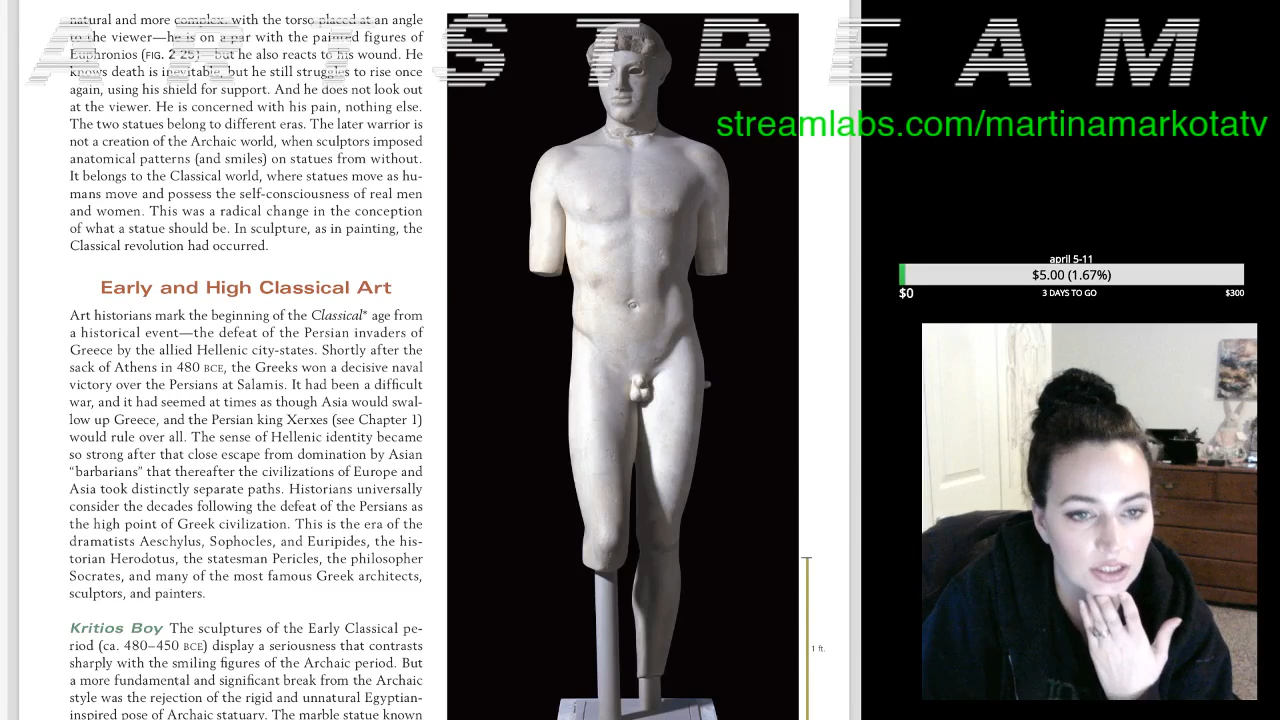 natural and more complex, with the torso placed at an angle
to the viewer, he is on a par with the painted figures of
Euphronios (FIG. 2-25), but he also reacts to his wound. He
knows death is inevitable, but he still struggles to rise once
again, using his shield for support. And he does not look out
at the viewer. He is concerned with his pain, nothing else.
The two statues belong to different eras. The later warrior is
not a creation of the Archaic world, when sculptors imposed
anatomical patterns (and smiles) on statues from without.
It belongs to the Classical world, where statues move as hu-
mans move and possess the self-consciousness of real men
and women. This was a radical change in the conception
of what a statue should be. In sculpture, as in painting, the
Classical revolution had occurred.
Early and High Classical Art
Art historians mark the beginning of the Classical* age from
a historical event—the defeat of the Persian invaders of
Greece by the allied Hellenic city-states. Shortly after the
sack of Athens in 480 BCE, the Greeks won a decisive naval
victory over the Persians at Salamis. It had been a difficult
war, and it had seemed at times as though Asia would swal-
low up Greece, and the Persian king Xerxes (see Chapter 1)
would rule over all. The sense of Hellenic identity became
so strong after that close escape from domination by Asian
“barbarians” that thereafter the civilizations of Europe and
Asia took distinctly separate paths. Historians universally
consider the decades following the defeat of the Persians as
the high point of Greek civilization. This is the era of the
dramatists Aeschylus, Sophocles, and Euripides, the his-
torian Herodotus, the statesman Pericles, the philosopher
Socrates, and many of the most famous Greek architects,
sculptors, and painters.
Kritios Boy The sculptures of the Early Classical pe-
riod (ca. 480–450 BCE) display a seriousness that contrasts
sharply with the smiling figures of the Archaic period. But
a more fundamental and significant break from the Archaic
style was the rejection of the rigid and unnatural Egyptian-
inspired pose of Archaic statuary. The marble statue known
1 ft.
STREAM
streamlabs.com/martinamarkotatv
april 5-11
$5.00 (1.67%)
$0 3 DAYS TO GO $300